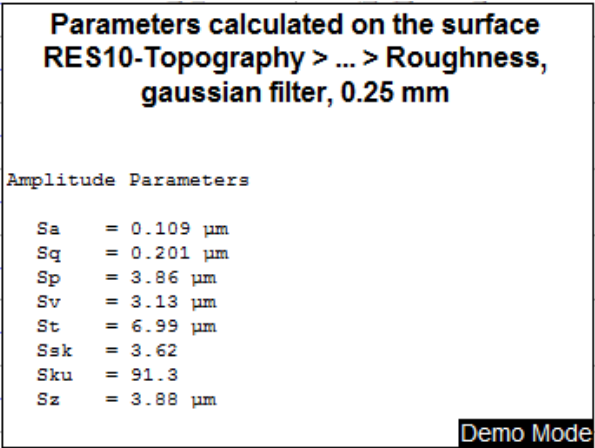 Parameters calculated on the surface
RES10-Topography > ... > Roughness,
gaussian filter, 0.25 mm
Amplitude Parameters
Sa = 0.109 µm
Sq = 0.201 µm
Sp = 3.86 µm
Sv = 3.13 µm
St = 6.99 µm
Ssk = 3.62
Sku = 91.3
Sz = 3.88 µm
Demo Mode